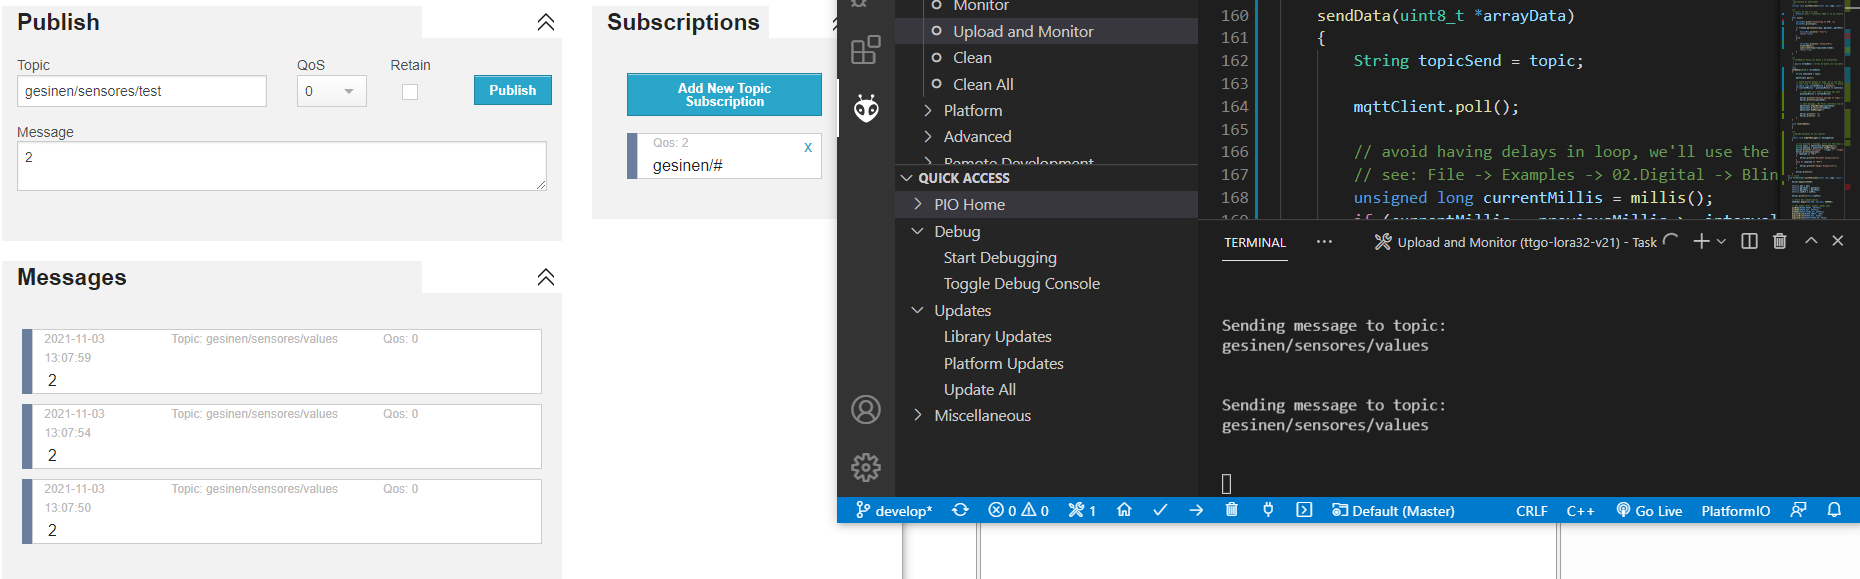 Publish
Topic
QoS
Retain
gesinen/sensores/test
0
Publish
Message
2
Subscriptions
Add New Topic
Subscription
Qos: 2
x
gesinen/#
Messages
2021-11-03
Topic: gesinen/sensores/values
Qos: 0
13:07:59
2
2021-11-03
Topic: gesinen/sensores/values
Qos: 0
13:07:54
2
2021-11-03
Topic: gesinen/sensores/values
Qos: 0
13:07:50
2
Monitor
Upload and Monitor
Clean
Clean All
Platform
Advanced
Remote Development
QUICK ACCESS
PIO Home
Debug
Start Debugging
Toggle Debug Console
Updates
Library Updates
Platform Updates
Update All
Miscellaneous
160 sendData(uint8_t *arrayData)
161 {
162 String topicSend = topic;
163
164 mqttClient.poll();
165
166 // avoid having delays in loop, we'll use the
167 // see: File -> Examples -> 02.Digital -> Blin
168 unsigned long currentMillis = millis();
169 if (currentMillis - previousMillis >= interval
TERMINAL
Upload and Monitor (ttgo-lora32-v21) - Task
Sending message to topic:
gesinen/sensores/values
Sending message to topic:
gesinen/sensores/values
develop* 0 0 1 Default (Master) CRLF C++ Go Live PlatformIO